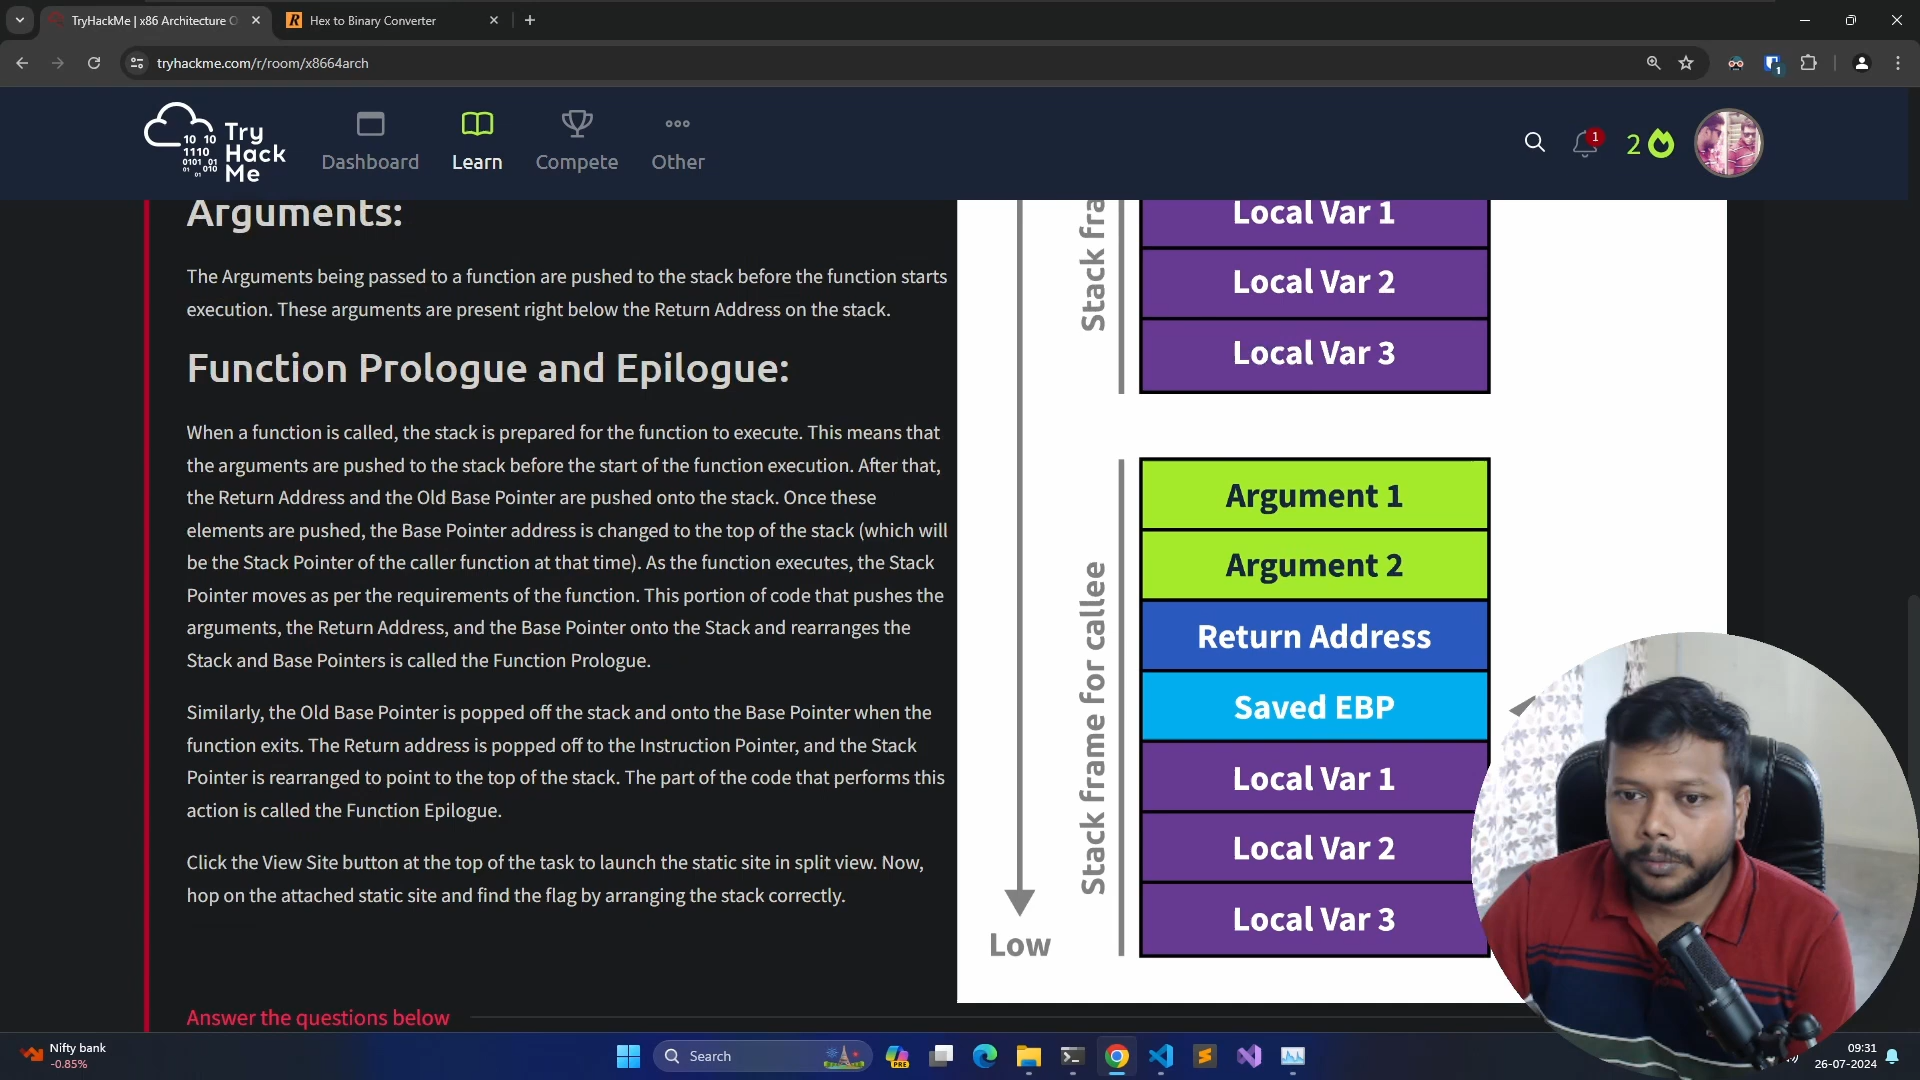 TryHackMe | x86 Architecture O
Hex to Binary Converter
tryhackme.com/r/room/x8664arch
1
10 10
1110
0101 01
01 010
01
Try
Hack
Me
Dashboard
Learn
Compete
Other
1
2
Arguments:
The Arguments being passed to a function are pushed to the stack before the function starts
execution. These arguments are present right below the Return Address on the stack.
Function Prologue and Epilogue:
When a function is called, the stack is prepared for the function to execute. This means that
the arguments are pushed to the stack before the start of the function execution. After that,
the Return Address and the Old Base Pointer are pushed onto the stack. Once these
elements are pushed, the Base Pointer address is changed to the top of the stack (which will
be the Stack Pointer of the caller function at that time). As the function executes, the Stack
Pointer moves as per the requirements of the function. This portion of code that pushes the
arguments, the Return Address, and the Base Pointer onto the Stack and rearranges the
Stack and Base Pointers is called the Function Prologue.
Similarly, the Old Base Pointer is popped off the stack and onto the Base Pointer when the
function exits. The Return address is popped off to the Instruction Pointer, and the Stack
Pointer is rearranged to point to the top of the stack. The part of the code that performs this
action is called the Function Epilogue.
Click the View Site button at the top of the task to launch the static site in split view. Now,
hop on the attached static site and find the flag by arranging the stack correctly.
Answer the questions below
Stack fra
Local Var 1
Local Var 2
Local Var 3
Stack frame for callee
Argument 1
Argument 2
Return Address
Saved EBP
Local Var 1
Local Var 2
Local Var 3
Low
Nifty bank
-0.85%
Search
PRE
09:31
26-07-2024